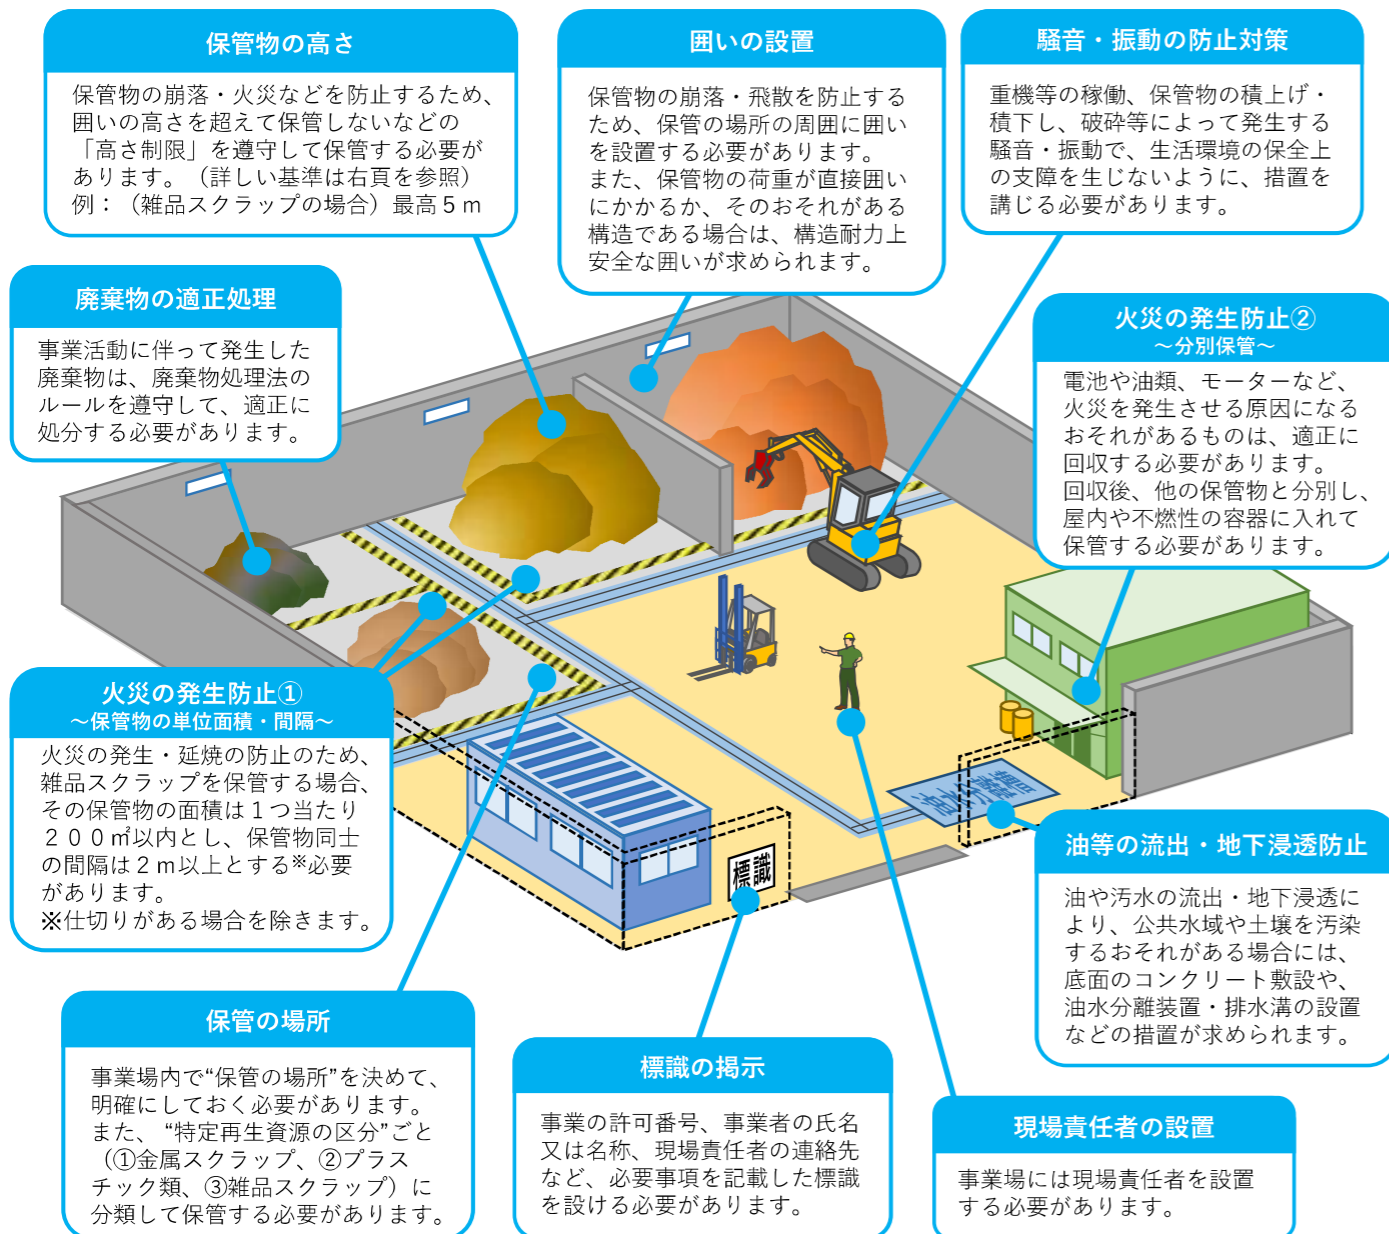 保管物の高さ
保管物の崩落・火災などを防止するため、
囲いの高さを超えて保管しないなどの
「高さ制限」を遵守して保管する必要が
あります。（詳しい基準は右頁を参照）
例：（雑品スクラップの場合）最高５ｍ
囲いの設置
保管物の崩落・飛散を防止する
ため、保管の場所の周囲に囲い
を設置する必要があります。
また、保管物の荷重が直接囲い
にかかるか、そのおそれがある
構造である場合は、構造耐力上
安全な囲いが求められます。
騒音・振動の防止対策
重機等の稼働、保管物の積上げ・
積下し、破砕等によって発生する
騒音・振動で、生活環境の保全上
の支障を生じないように、措置を
講じる必要があります。
廃棄物の適正処理
事業活動に伴って発生した
廃棄物は、廃棄物処理法の
ルールを遵守して、適正に
処分する必要があります。
火災の発生防止②
～分別保管～
電池や油類、モーターなど、
火災を発生させる原因になる
おそれがあるものは、適正に
回収する必要があります。
回収後、他の保管物と分別し、
屋内や不燃性の容器に入れて
保管する必要があります。
火災の発生防止①
～保管物の単位面積・間隔～
火災の発生・延焼の防止のため、
雑品スクラップを保管する場合、
その保管物の面積は１つ当たり
２００㎡以内とし、保管物同士
の間隔は２ｍ以上とする※必要
があります。
※仕切りがある場合を除きます。
油水分離装置
標識
油等の流出・地下浸透防止
油や汚水の流出・地下浸透に
より、公共水域や土壌を汚染
するおそれがある場合には、
底面のコンクリート敷設や、
油水分離装置・排水溝の設置
などの措置が求められます。
保管の場所
事業場内で“保管の場所”を決めて、
明確にしておく必要があります。
また、“特定再生資源の区分”ごと
（①金属スクラップ、②プラス
チック類、③雑品スクラップ）に
分類して保管する必要があります。
標識の掲示
事業の許可番号、事業者の氏名
又は名称、現場責任者の連絡先
など、必要事項を記載した標識
を設ける必要があります。
現場責任者の設置
事業場には現場責任者を設置
する必要があります。